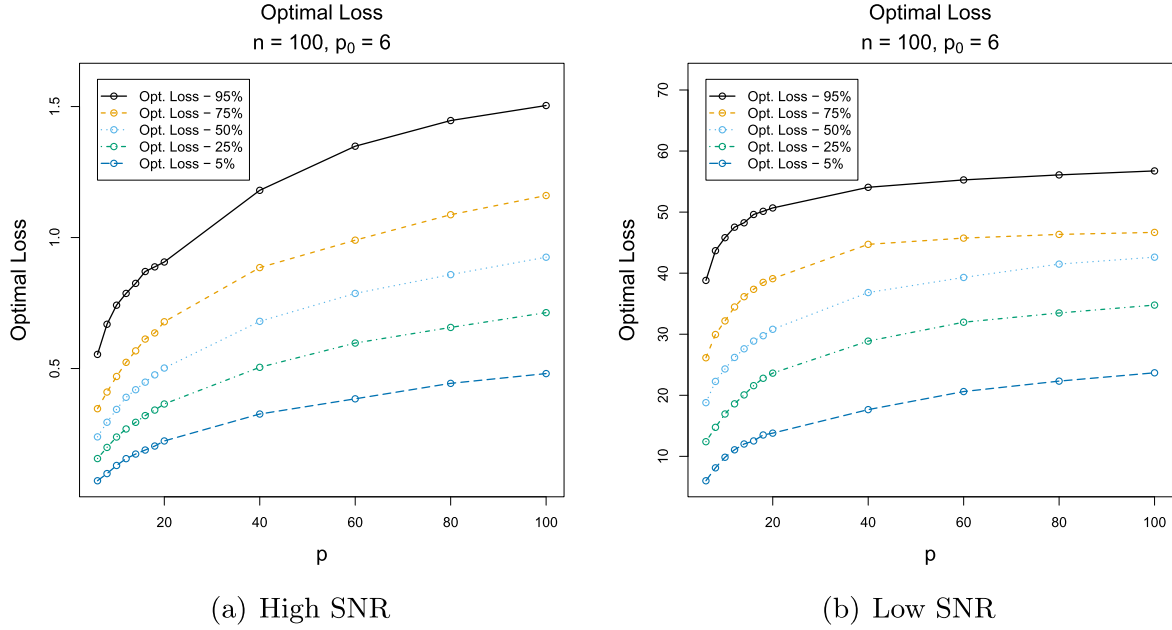 Optimal Loss
n = 100, p₀ = 6
Opt. Loss − 95%
Opt. Loss − 75%
Opt. Loss − 50%
Opt. Loss − 25%
Opt. Loss − 5%
Optimal Loss
1.5
1.0
0.5
20 40 60 80 100
p
(a) High SNR
Optimal Loss
n = 100, p₀ = 6
Opt. Loss − 95%
Opt. Loss − 75%
Opt. Loss − 50%
Opt. Loss − 25%
Opt. Loss − 5%
Optimal Loss
70
60
50
40
30
20
10
20 40 60 80 100
p
(b) Low SNR